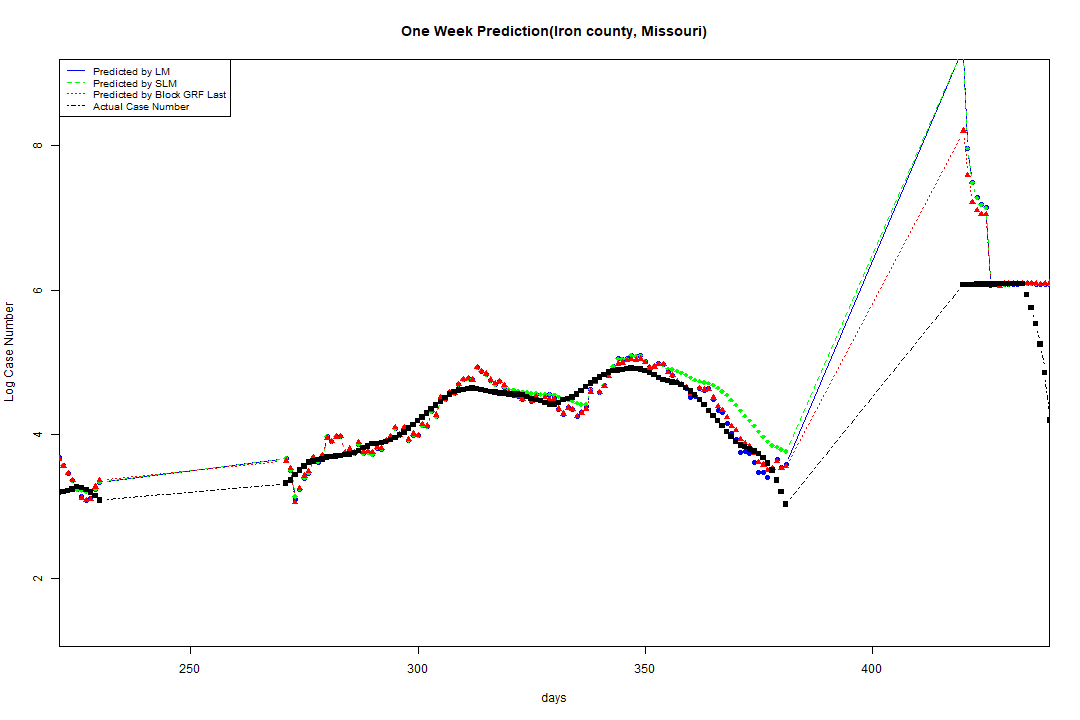 One Week Prediction(Iron county, Missouri)
Predicted by LM
Predicted by SLM
Predicted by Block GRF Last
Actual Case Number
8
6
4
2
Log Case Number
250
300
350
400
days